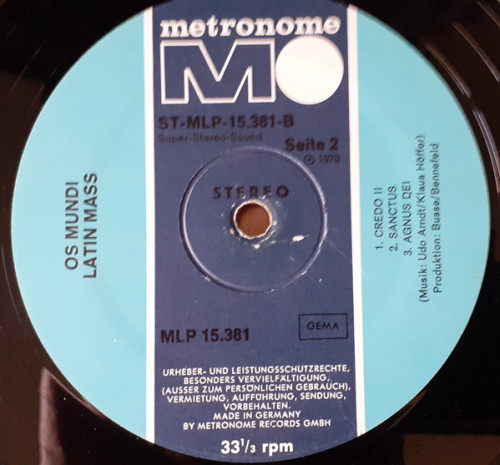 metronome
MO
ST-MLP-15.381-B
Super-Stereo-Sound
Seite 2
℗ 1970
STEREO
OS MUNDI
LATIN MASS
1. CREDO II
2. SANCTUS
3. AGNUS DEI
(Musik: Udo Arndt/Klaus Höffer)
Produktion: Busse/Bennefeld
MLP 15.381
GEMA
URHEBER- UND LEISTUNGSSCHUTZRECHTE,
BESONDERS VERVIELFÄLTIGUNG,
(AUSSER ZUM PERSÖNLICHEN GEBRAUCH),
VERMIETUNG, AUFFÜHRUNG, SENDUNG,
VORBEHALTEN.
MADE IN GERMANY
BY METRONOME RECORDS GMBH
33⅓ rpm